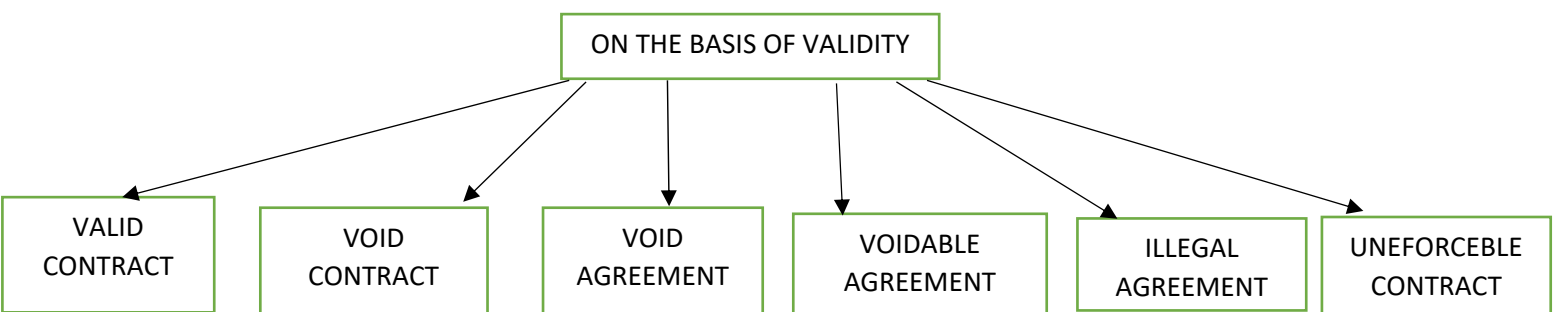 ON THE BASIS OF VALIDITY
VALID
CONTRACT
VOID
CONTRACT
VOID
AGREEMENT
VOIDABLE
AGREEMENT
ILLEGAL
AGREEMENT
UNEFORCEBLE
CONTRACT